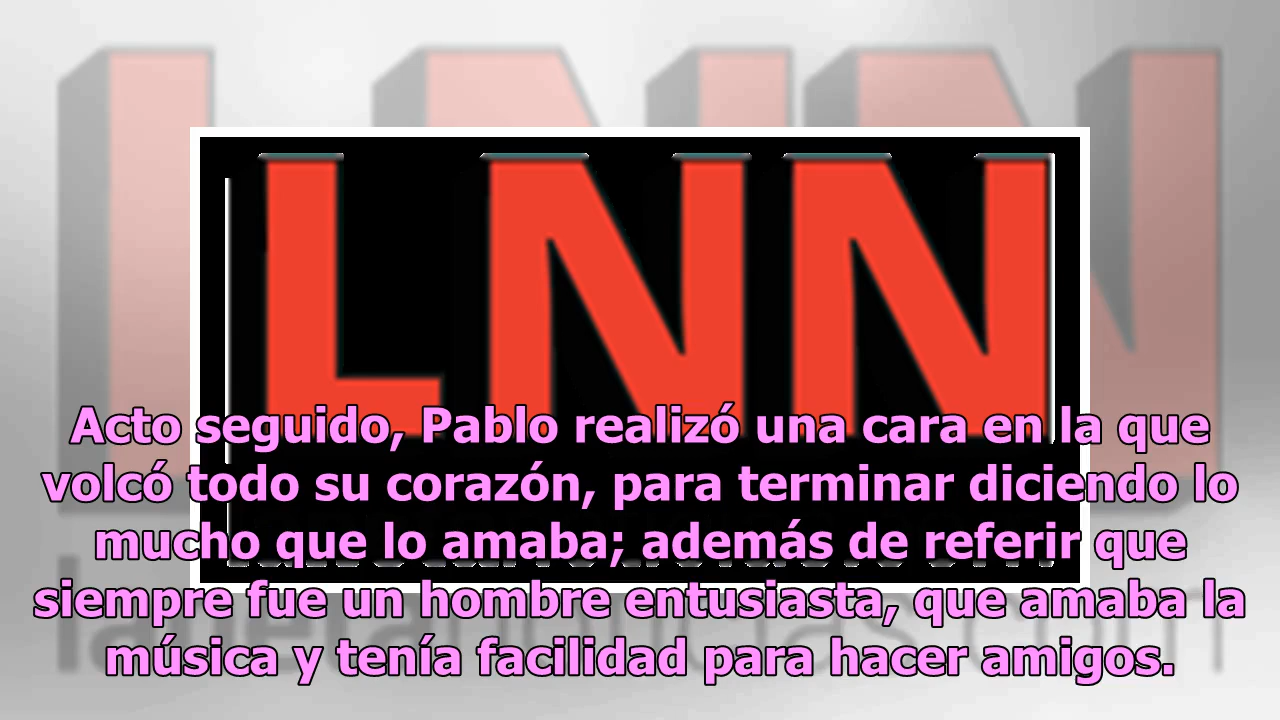 LNN
Acto seguido, Pablo realizó una cara en la que
volcó todo su corazón, para terminar diciendo lo
mucho que lo amaba; además de referir que
siempre fue un hombre entusiasta, que amaba la
música y tenía facilidad para hacer amigos.